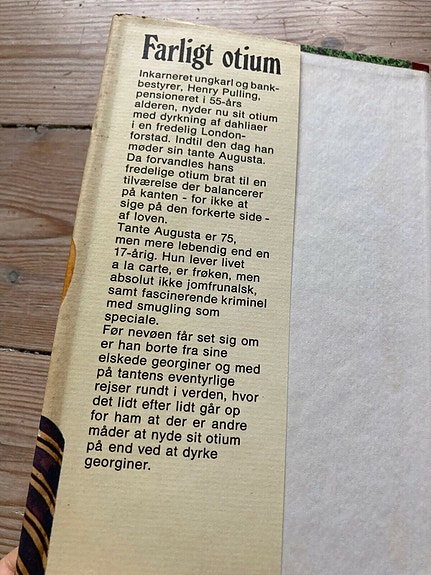 Farligt otium
Inkarneret ungkarl og bank-
bestyrer, Henry Pulling,
pensioneret i 55-års
alderen, nyder nu sit otium
med dyrkning af dahliaer
i en fredelig London-
forstad. Indtil den dag han
møder sin tante Augusta.
Da forvandles hans
fredelige otium brat til en
tilværelse der balancerer
på kanten - for ikke at
sige på den forkerte side -
af loven.
Tante Augusta er 75,
men mere lebendig end en
17-årig. Hun lever livet
a la carte, er frøken, men
absolut ikke jomfrunalsk,
samt fascinerende kriminel
med smugling som
speciale.
Før nevøen får set sig om
er han borte fra sine
elskede georginer og med
på tantens eventyrlige
rejser rundt i verden, hvor
det lidt efter lidt går op
for ham at der er andre
måder at nyde sit otium
på end ved at dyrke
georginer.